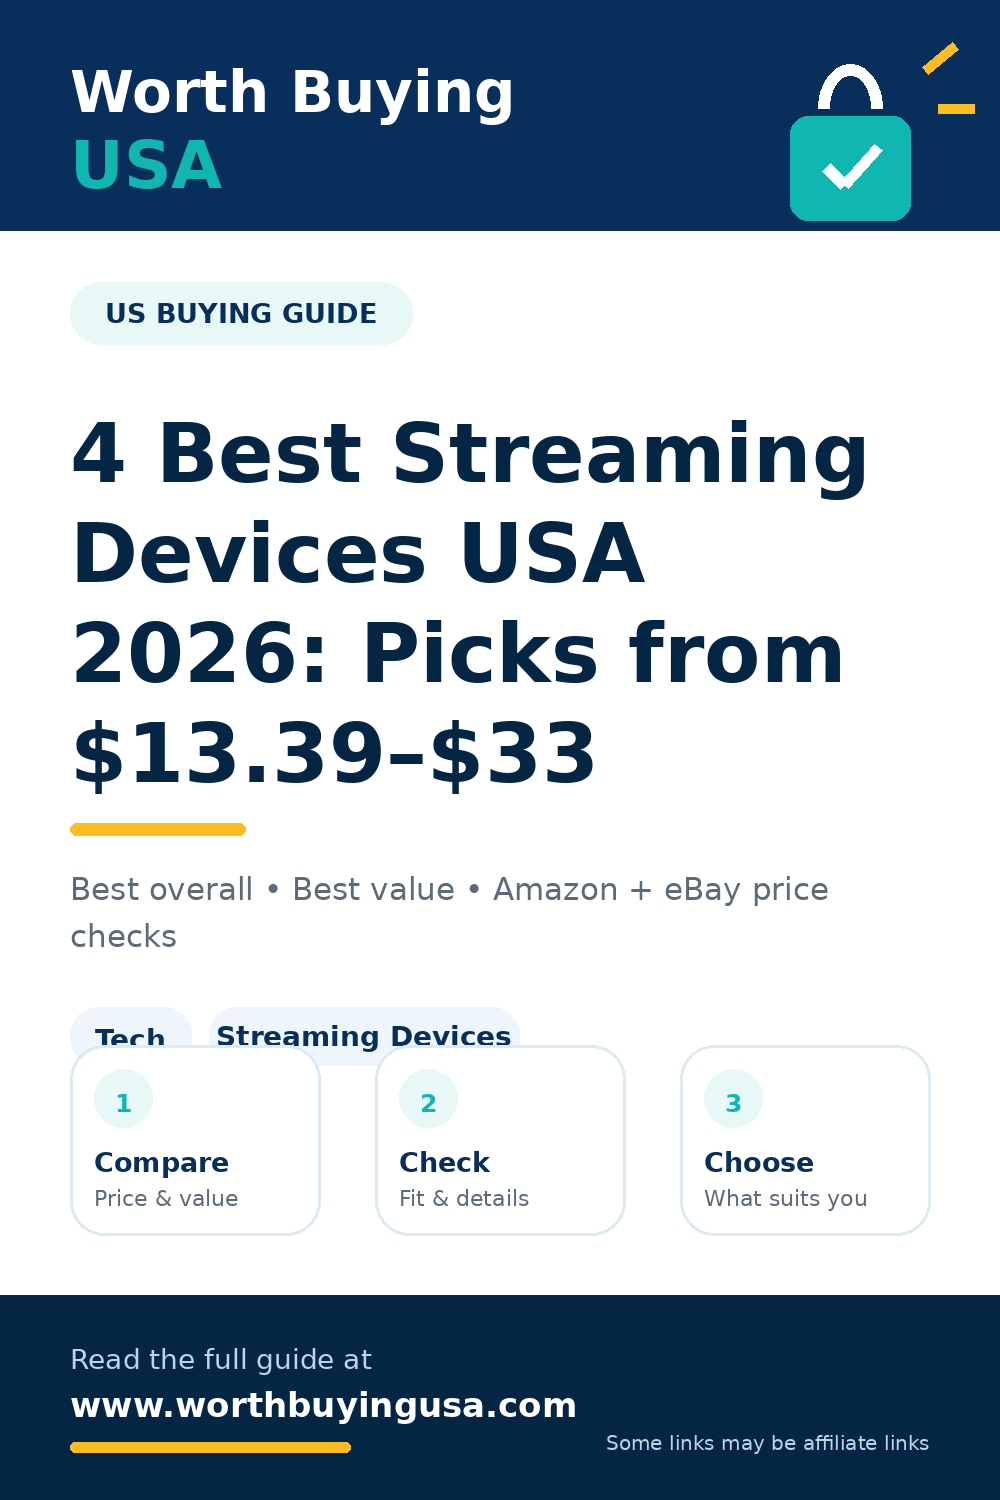 Worth Buying
USA
US BUYING GUIDE
4 Best Streaming
Devices USA
2026: Picks from
$13.39–$33
Best overall • Best value • Amazon + eBay price
checks
Tech
Streaming Devices
1
Compare
Price & value
2
Check
Fit & details
3
Choose
What suits you
Read the full guide at
www.worthbuyingusa.com
Some links may be affiliate links